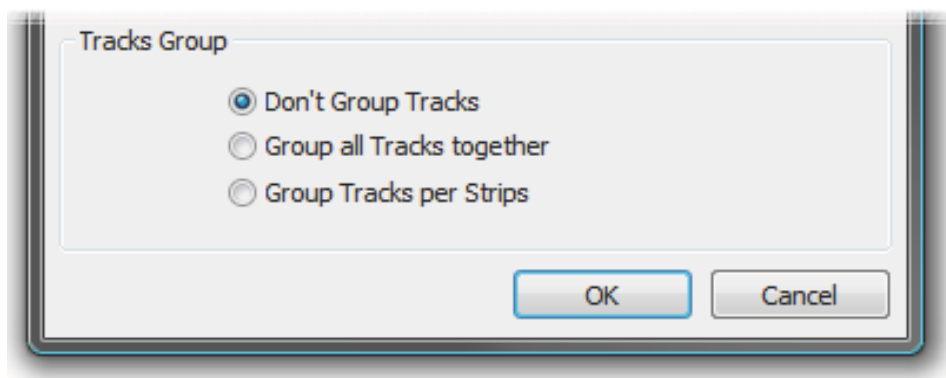 Tracks Group
Don't Group Tracks
Group all Tracks together
Group Tracks per Strips
OK
Cancel